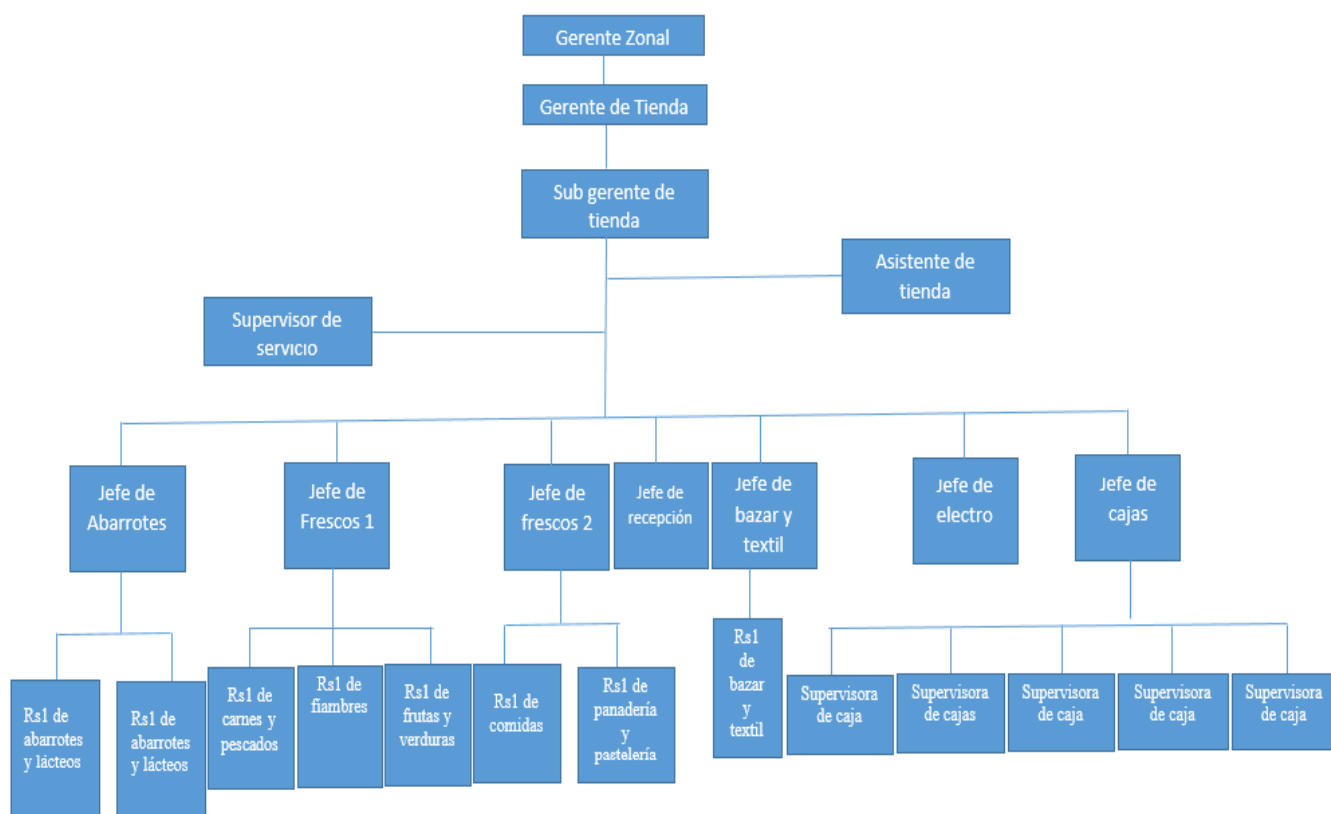 Gerente Zonal
Gerente de Tienda
Sub gerente de
tienda
Asistente de
tienda
Supervisor de
servicio
Jefe de
Abarrotes
Jefe de
Frescos 1
Jefe de
frescos 2
Jefe de
recepción
Jefe de
bazar y
textil
Jefe de
electro
Jefe de
cajas
Rs1 de
abarrotes
y lácteos
Rs1 de
abarrotes
y lácteos
Rs1 de
carnes y
pescados
Rs1 de
fiambres
Rs1 de
frutas y
verduras
Rs1 de
comidas
Rs1 de
panadería
y
pastelería
Rs1
de
bazar
y
textil
Supervisora
de caja
Supervisora
de cajas
Supervisora
de caja
Supervisora
de caja
Supervisora
de caja